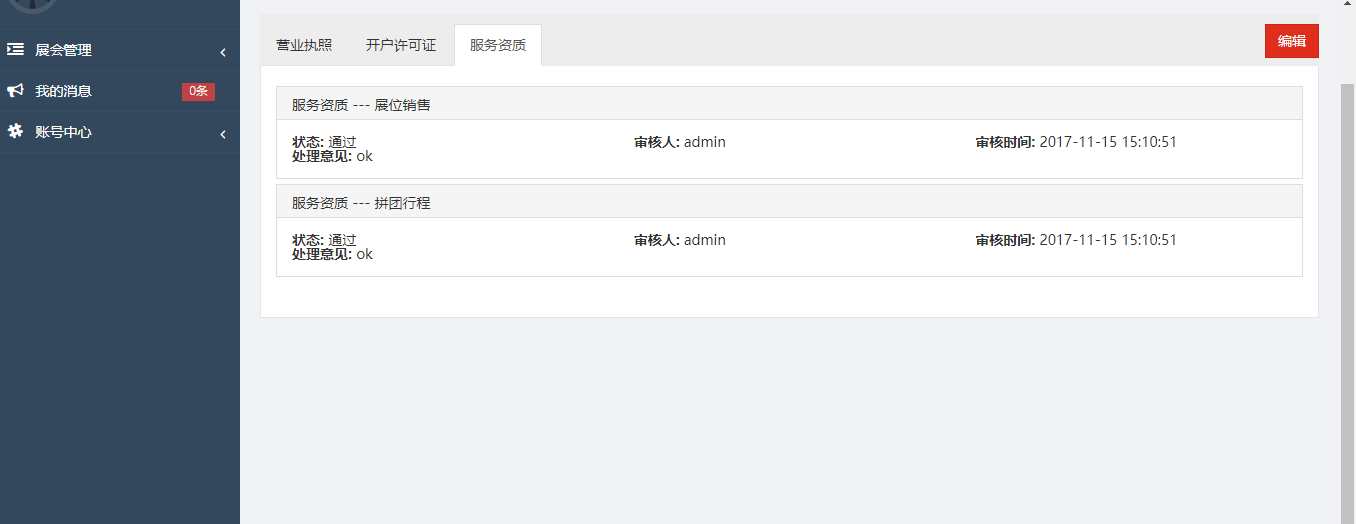 展会管理
我的消息 0条
账号中心
营业执照 开户许可证 服务资质 编辑
服务资质 --- 展位销售
状态: 通过 审核人: admin 审核时间: 2017-11-15 15:10:51
处理意见: ok
服务资质 --- 拼团行程
状态: 通过 审核人: admin 审核时间: 2017-11-15 15:10:51
处理意见: ok